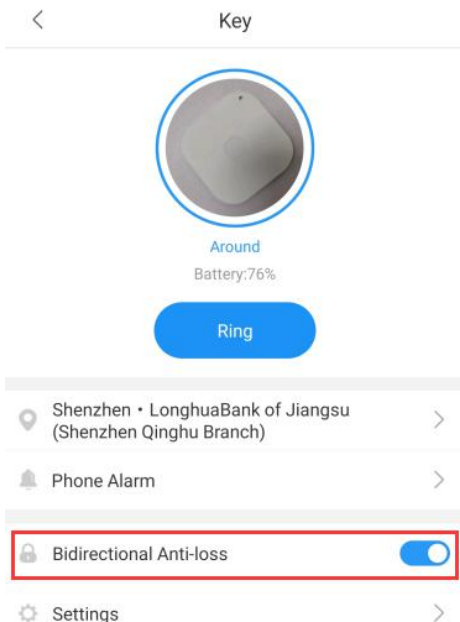 Key
Around
Battery:76%
Ring
Shenzhen・LonghuaBank of Jiangsu
(Shenzhen Qinghu Branch)
Phone Alarm
Bidirectional Anti-loss
Settings